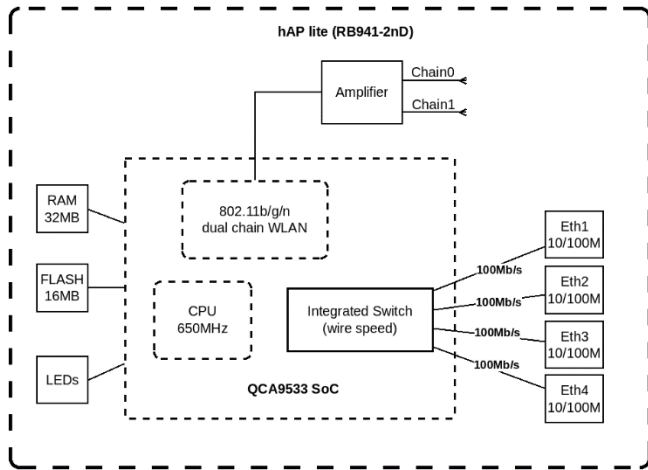 hAP lite (RB941-2nD)
Amplifier
Chain0
Chain1
802.11b/g/n
dual chain WLAN
RAM
32MB
FLASH
16MB
LEDs
CPU
650MHz
Integrated Switch
(wire speed)
QCA9533 SoC
100Mb/s
100Mb/s
100Mb/s
100Mb/s
Eth1
10/100M
Eth2
10/100M
Eth3
10/100M
Eth4
10/100M